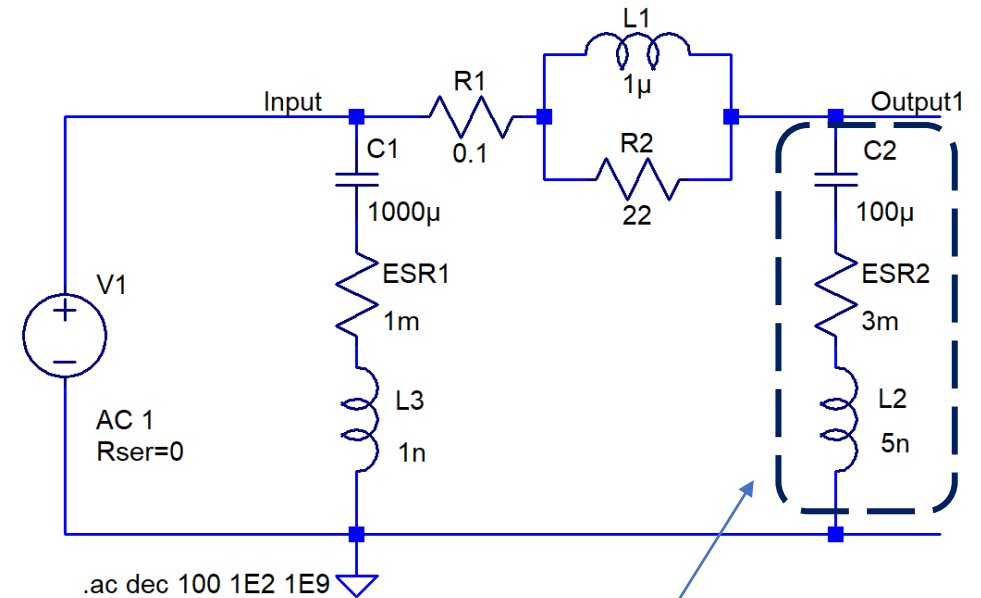 L1
1µ
Input
R1
0.1
R2
22
Output1
C1
1000µ
C2
100µ
V1
ESR1
1m
ESR2
3m
L3
1n
L2
5n
AC 1
Rser=0
.ac dec 100 1E2 1E9